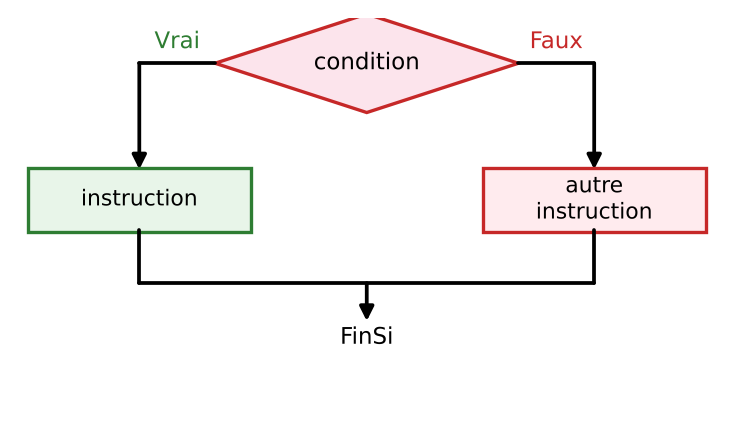 Vrai
condition
Faux
instruction
autre
instruction
FinSi